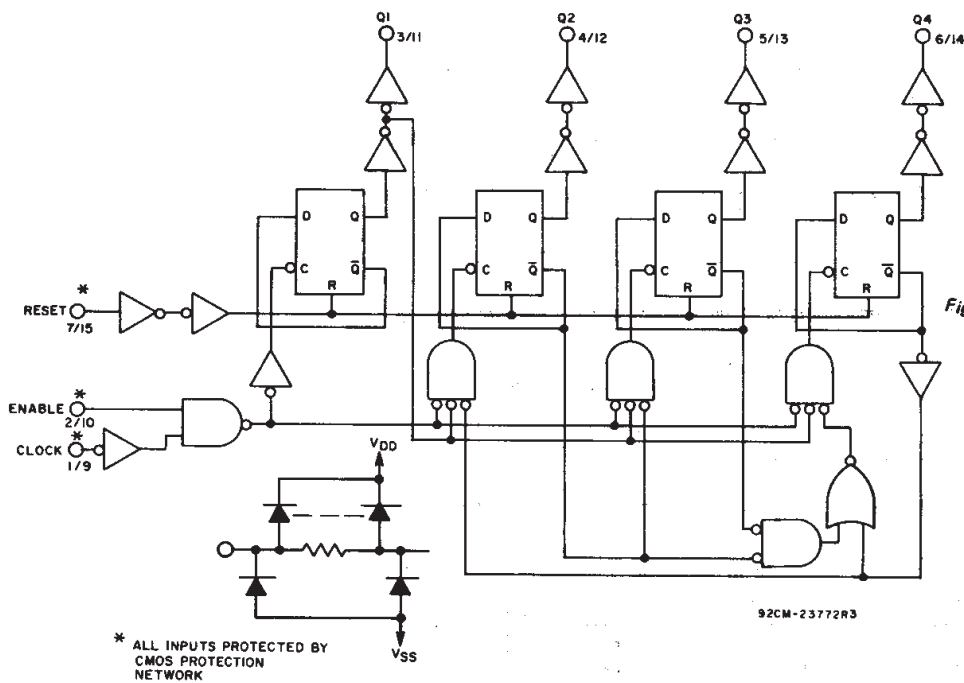 Q1
3/11
Q2
4/12
Q3
5/13
Q4
6/14
D Q
C Q̅
R
D Q
C Q̅
R
D Q
C Q̅
R
D Q
C Q̅
R
*
RESET
7/15
Fig
*
ENABLE
2/10
*
CLOCK
1/9
VDD
VSS
92CM-23772R3
* ALL INPUTS PROTECTED BY
CMOS PROTECTION
NETWORK